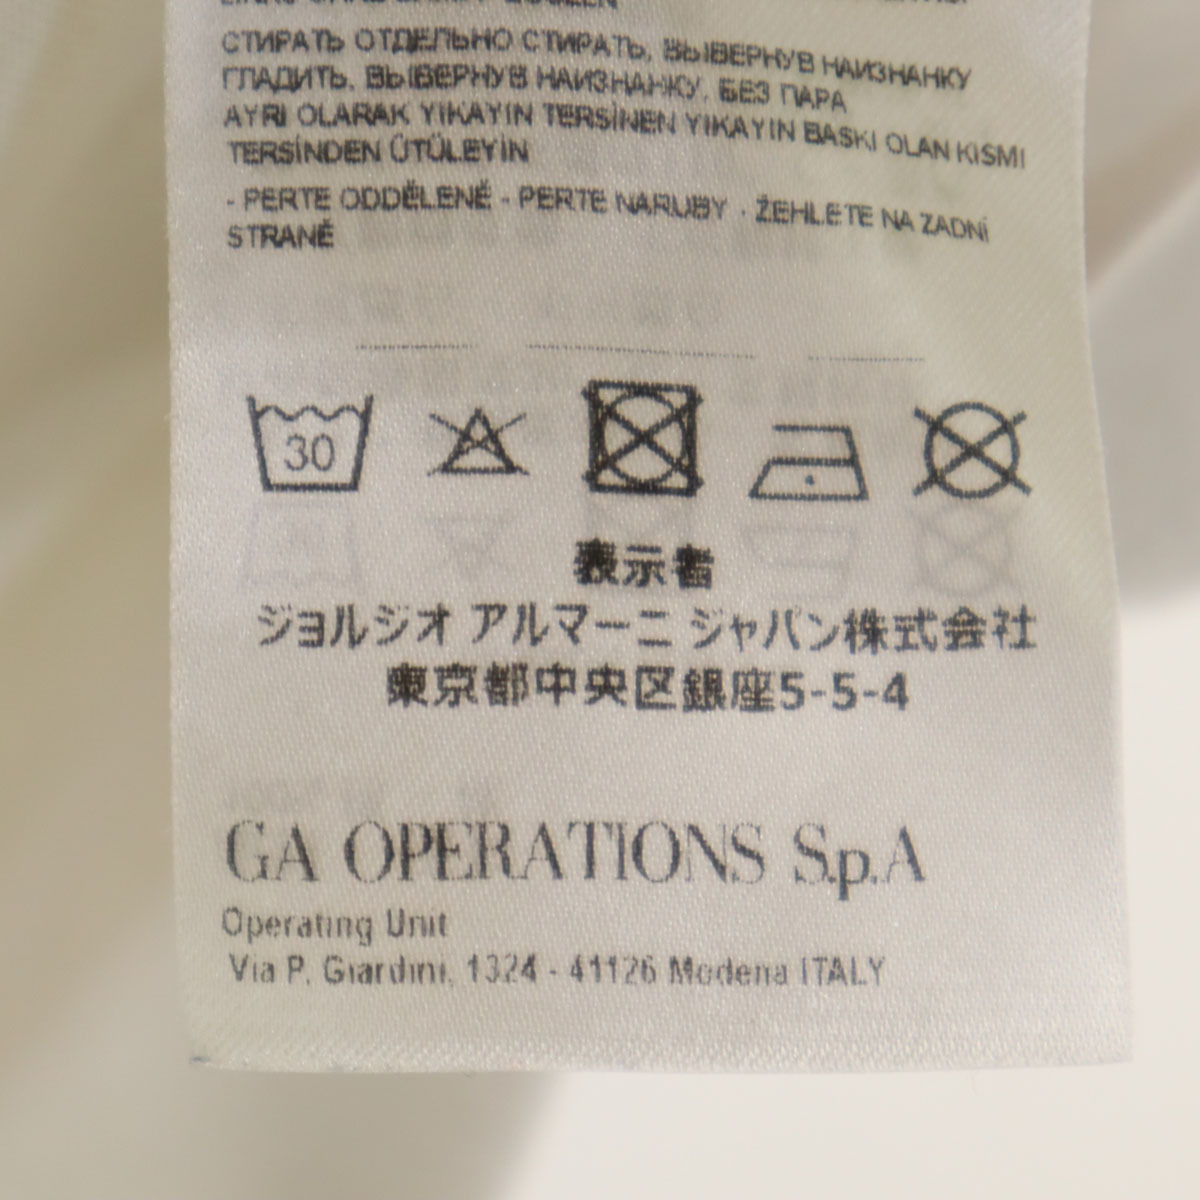 СТИРАТЬ ОТДЕЛЬНО СТИРАТЬ, ВЫВЕРНУВ НАИЗНАНКУ
ГЛАДИТЬ, ВЫВЕРНУВ НАИЗНАНКУ, БЕЗ ПАРА
AYRI OLARAK YIKAYIN TERSİNEN YIKAYIN BASKI OLAN KISMI
TERSİNDEN ÜTÜLEYİN
- PERTE ODDĚLENĚ - PERTE NARUBY - ŽEHLETE NA ZADNÍ
STRANĚ
30
表示者
ジョルジオ アルマーニ ジャパン株式会社
東京都中央区銀座5-5-4
GA OPERATIONS S.p.A
Operating Unit
Via P. Giardini, 1324 - 41126 Modena ITALY